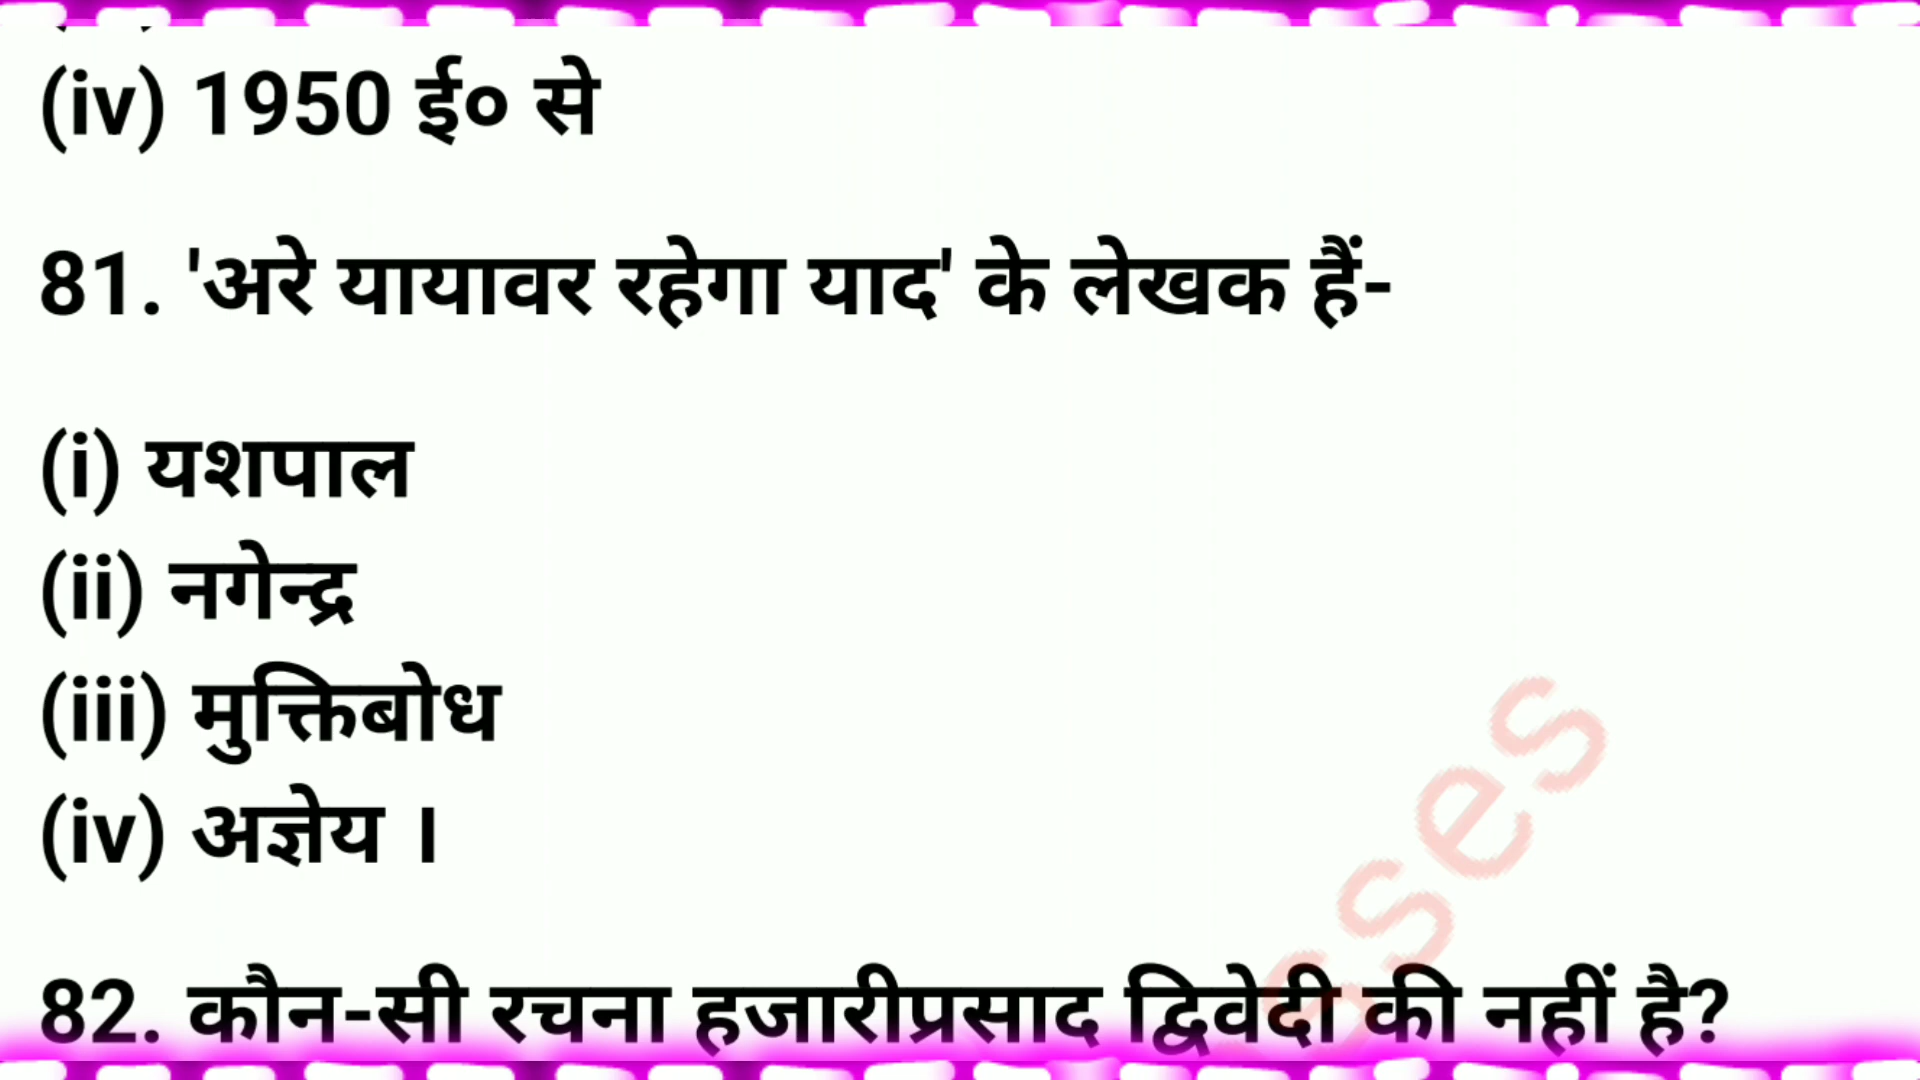 (iv) 1950 ई० से
81. 'अरे यायावर रहेगा याद' के लेखक हैं-
(i) यशपाल
(ii) नगेन्द्र
(iii) मुक्तिबोध
(iv) अज्ञेय ।
82. कौन-सी रचना हजारीप्रसाद द्विवेदी की नहीं है?
sses